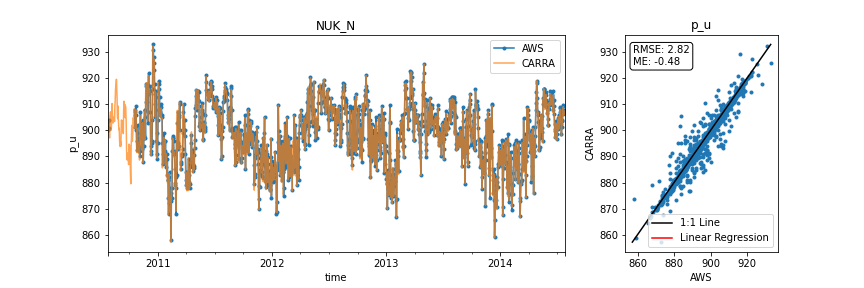 NUK_N
p_u
930
920
910
900
890
880
870
860
p_u
2011
2012
2013
2014
time
AWS
CARRA
p_u
RMSE: 2.82
ME: -0.48
930
920
910
900
890
880
870
860
CARRA
860
880
900
920
AWS
1:1 Line
Linear Regression